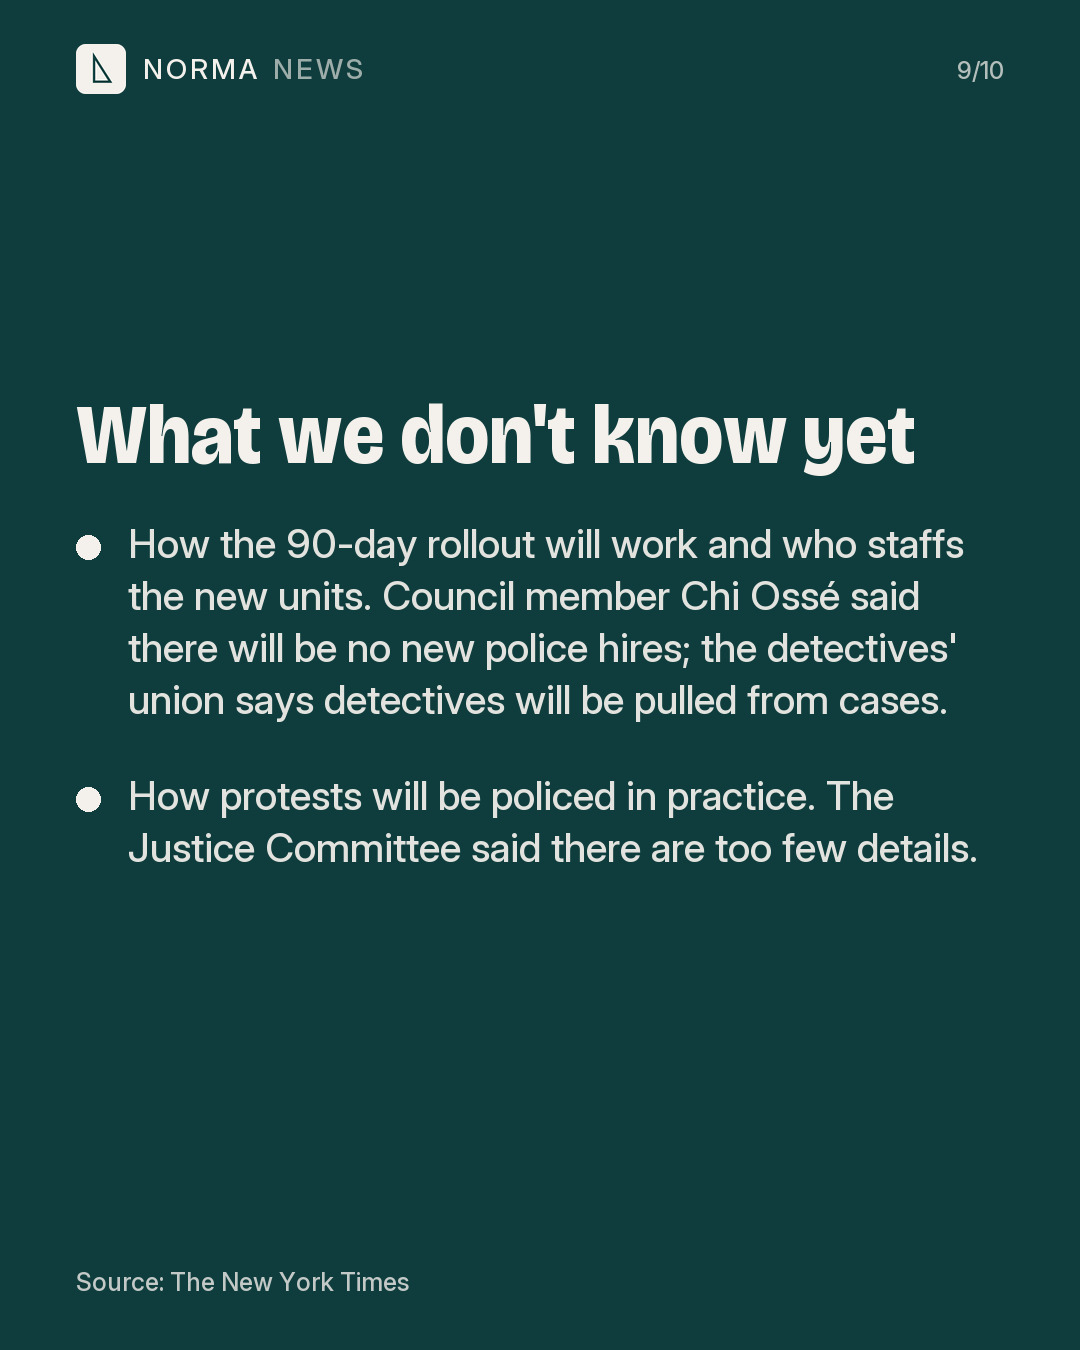 NORMA NEWS
9/10
What we don't know yet
How the 90-day rollout will work and who staffs
the new units. Council member Chi Ossé said
there will be no new police hires; the detectives'
union says detectives will be pulled from cases.
How protests will be policed in practice. The
Justice Committee said there are too few details.
Source: The New York Times